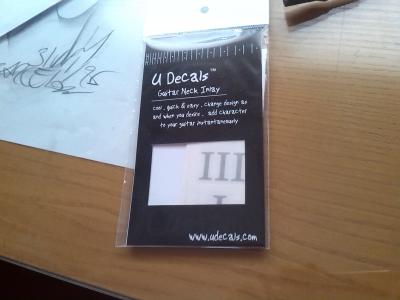 U Decals™
Guitar Neck Inlay
cool, quick & easy. change design as
and when you desire. add character
to your guitar instantaneously
III
I
www.udecals.com